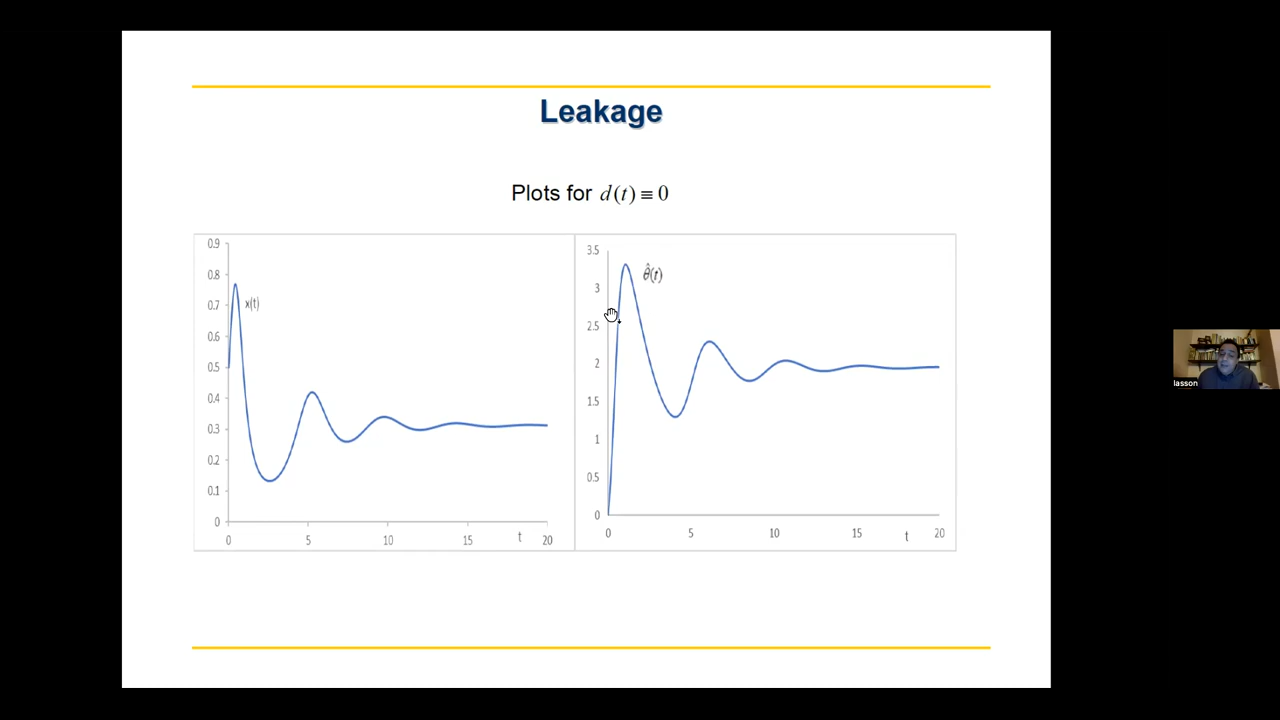 Leakage
Plots for d(t) ≡ 0
0.9
0.8
0.7
0.6
0.5
0.4
0.3
0.2
0.1
0
x(t)
0 5 10 15 t 20
3.5
3
2.5
2
1.5
1
0.5
0
θ̂(t)
0 5 10 15 t 20
lasson